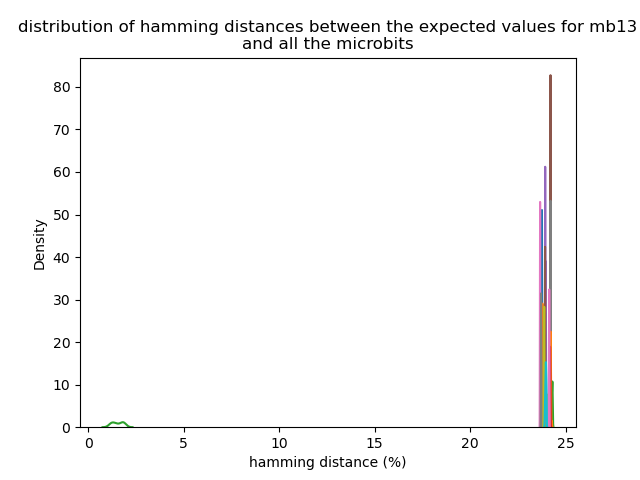 distribution of hamming distances between the expected values for mb13
and all the microbits
80
70
60
50
40
30
20
10
0
Density
0 5 10 15 20 25
hamming distance (%)